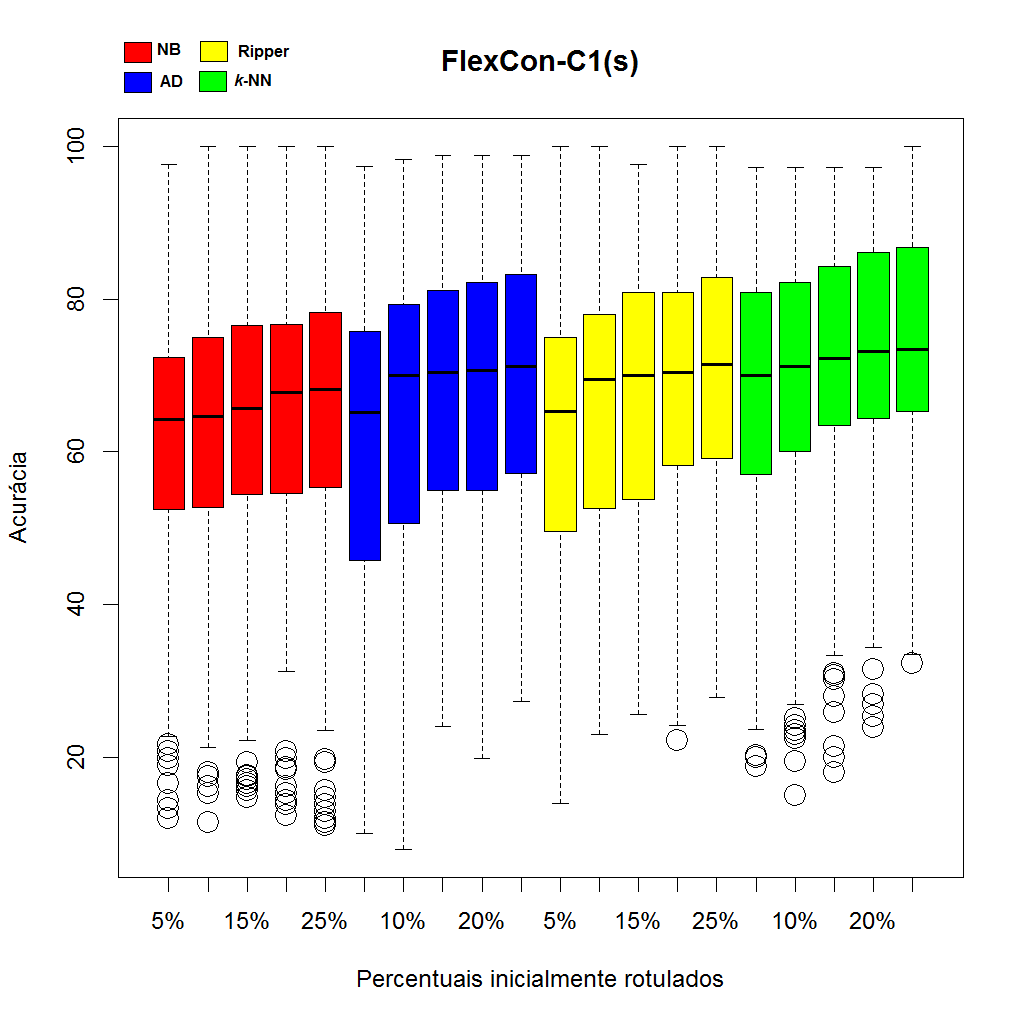 NB Ripper
AD k-NN
FlexCon-C1(s)
100
80
60
40
20
Acurácia
5% 15% 25% 10% 20% 5% 15% 25% 10% 20%
Percentuais inicialmente rotulados